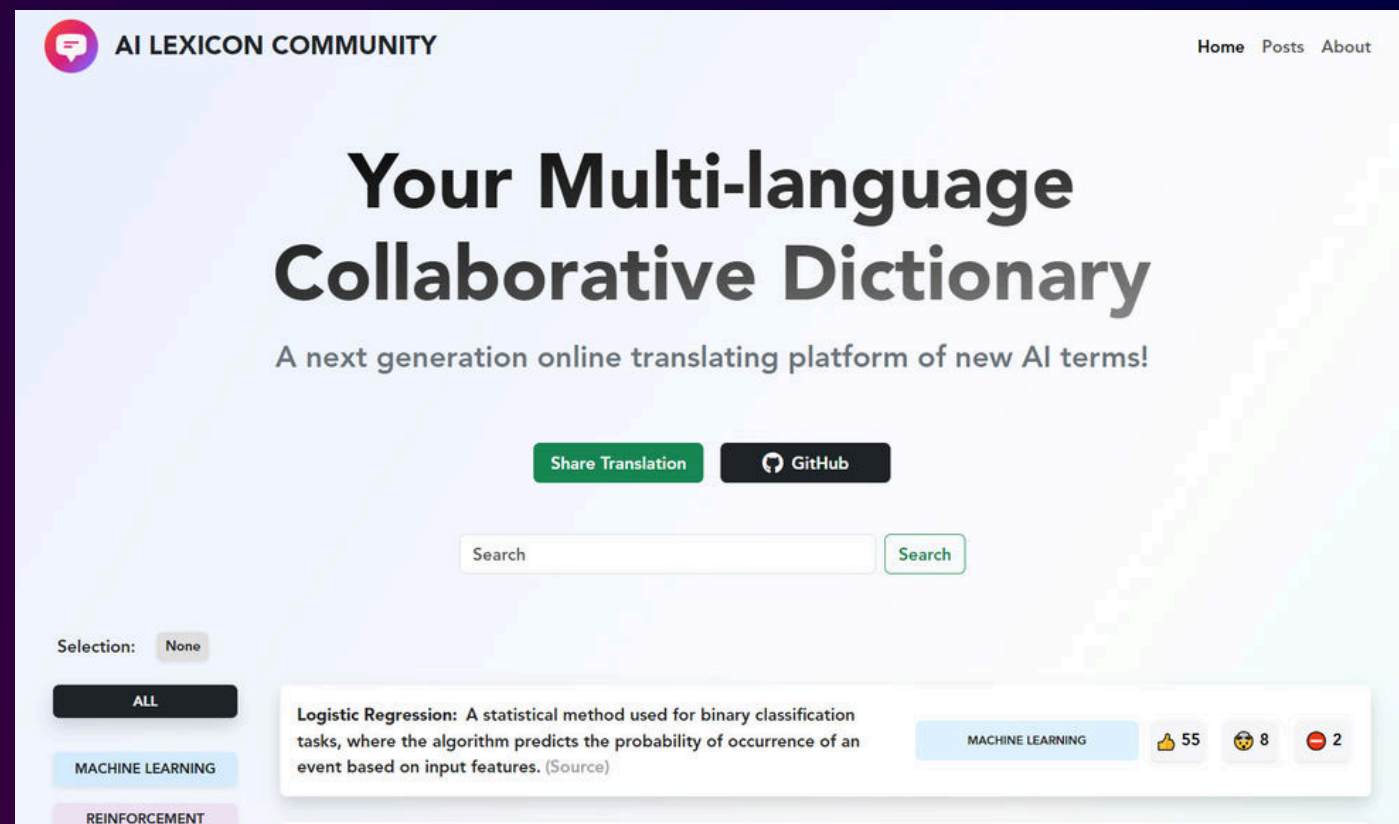 AI LEXICON COMMUNITY
Home Posts About
Your Multi-language
Collaborative Dictionary
A next generation online translating platform of new AI terms!
Share Translation
GitHub
Search
Search
Selection: None
ALL
MACHINE LEARNING
REINFORCEMENT
Logistic Regression: A statistical method used for binary classification
tasks, where the algorithm predicts the probability of occurrence of an
event based on input features. (Source)
MACHINE LEARNING
55
8
2